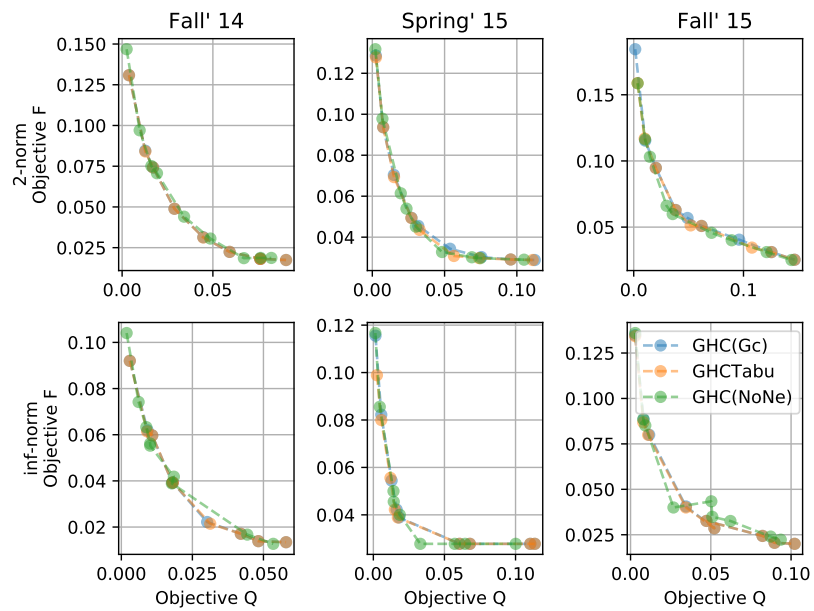 Fall' 14 Spring' 15 Fall' 15
2-norm
Objective F
0.150
0.125
0.100
0.075
0.050
0.025
0.00 0.05
0.12
0.10
0.08
0.06
0.04
0.00 0.05 0.10
0.15
0.10
0.05
0.0 0.1
inf-norm
Objective F
0.10
0.08
0.06
0.04
0.02
0.000 0.025 0.050
Objective Q
0.12
0.10
0.08
0.06
0.04
0.00 0.05 0.10
Objective Q
0.125
0.100
0.075
0.050
0.025
GHC(Gc)
GHCTabu
GHC(NoNe)
0.00 0.05 0.10
Objective Q